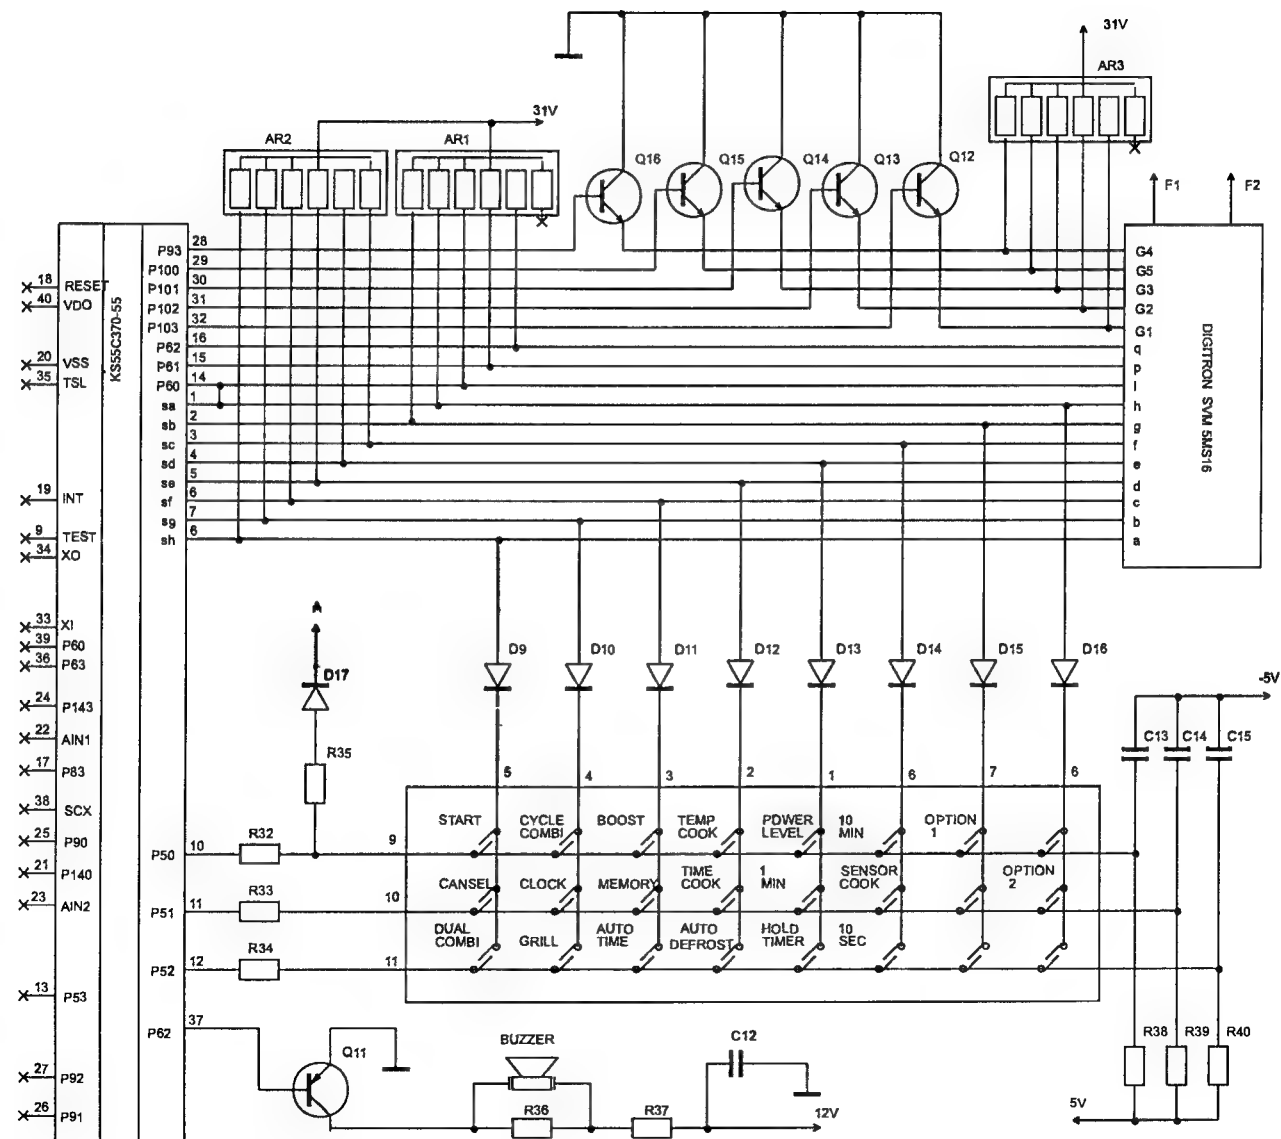 31V
AR3
31V
AR2
AR1
Q16
Q15
Q14
Q13
Q12
F1
F2
KS55C370-55
18 RESET
40 VDO
20 VSS
35 TSL
19 INT
9 TEST
34 XO
33 XI
39 P60
36 P63
24 P143
22 AIN1
17 P83
38 SCX
25 P90
21 P140
23 AIN2
13 P53
27 P92
26 P91
P93 28
P100 29
P101 30
P102 31
P103 32
P62 16
P61 15
P60 14
sa 1
sb 2
sc 3
sd 4
se 5
sf 6
sg 7
sh 6
P50 10
P51 11
P52 12
P62 37
G4
G5
G3
G2
G1
q
p
l
h
g
f
e
d
c
b
a
DIGITRON SVM 5MS16
A
D17
R35
D9
D10
D11
D12
D13
D14
D15
D16
-5V
C13
C14
C15
5
4
3
2
1
6
7
6
R32
9
START
CYCLE
COMBI
BOOST
TEMP
COOK
POWER
LEVEL
10
MIN
OPTION
1
R33
10
CANSEL
CLOCK
MEMORY
TIME
COOK
1
MIN
SENSOR
COOK
OPTION
2
R34
11
DUAL
COMBI
GRILL
AUTO
TIME
AUTO
DEFROST
HOLD
TIMER
10
SEC
Q11
BUZZER
R36
R37
C12
12V
R38
R39
R40
5V